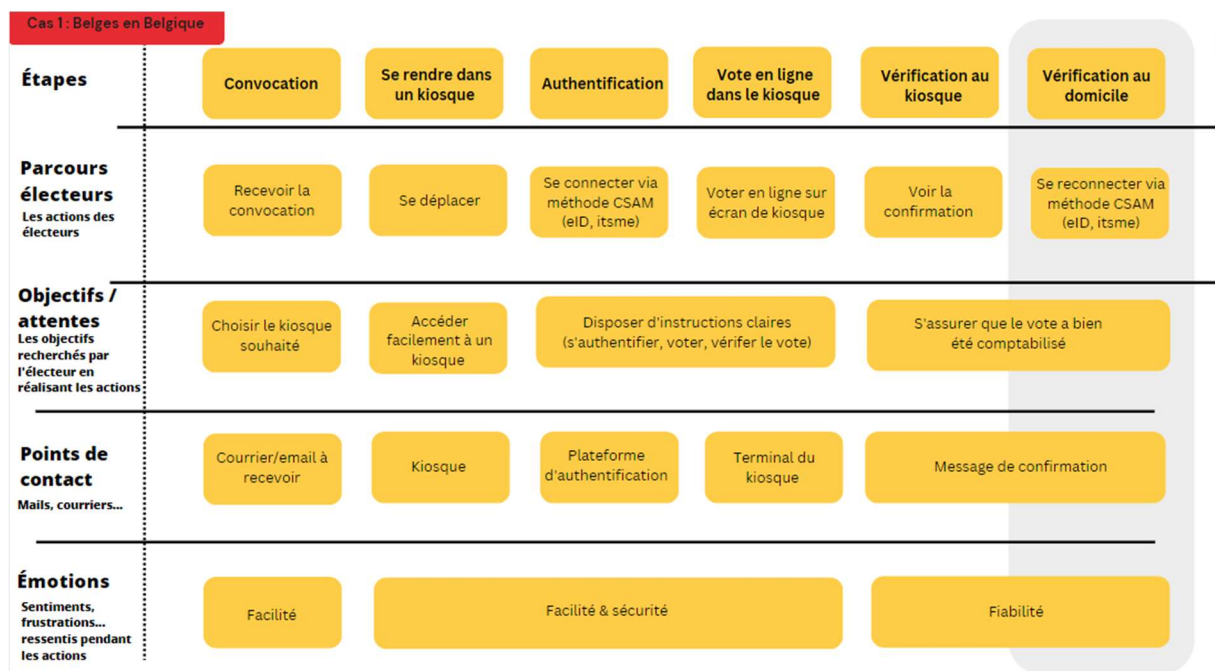 Cas 1 : Belges en Belgique
Étapes
Convocation
Se rendre dans
un kiosque
Authentification
Vote en ligne
dans le kiosque
Vérification au
kiosque
Vérification au
domicile
Parcours
électeurs
Les actions des
électeurs
Recevoir la
convocation
Se déplacer
Se connecter via
méthode CSAM
(eID, itsme)
Voter en ligne sur
écran de kiosque
Voir la
confirmation
Se reconnecter via
méthode CSAM
(eID, itsme)
Objectifs /
attentes
Les objectifs
recherchés par
l'électeur en
réalisant les actions
Choisir le kiosque
souhaité
Accéder
facilement à un
kiosque
Disposer d'instructions claires
(s'authentifier, voter, vérifer le vote)
S'assurer que le vote a bien
été comptabilisé
Points de
contact
Mails, courriers...
Courrier/email à
recevoir
Kiosque
Plateforme
d'authentification
Terminal du
kiosque
Message de confirmation
Émotions
Sentiments,
frustrations...
ressentis pendant
les actions
Facilité
Facilité & sécurité
Fiabilité